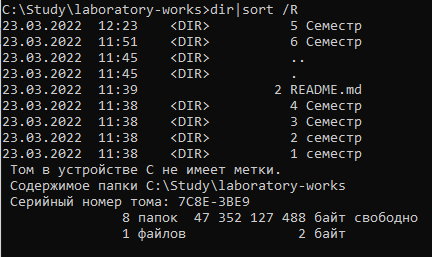 C:\Study\laboratory-works>dir|sort /R
23.03.2022  12:23    <DIR>          5 Семестр
23.03.2022  11:51    <DIR>          6 Семестр
23.03.2022  11:45    <DIR>          ..
23.03.2022  11:45    <DIR>          .
23.03.2022  11:39                 2 README.md
23.03.2022  11:38    <DIR>          4 Семестр
23.03.2022  11:38    <DIR>          3 Семестр
23.03.2022  11:38    <DIR>          2 семестр
23.03.2022  11:38    <DIR>          1 семестр
 Том в устройстве C не имеет метки.
 Содержимое папки C:\Study\laboratory-works
 Серийный номер тома: 7C8E-3BE9
               8 папок  47 352 127 488 байт свободно
               1 файлов              2 байт